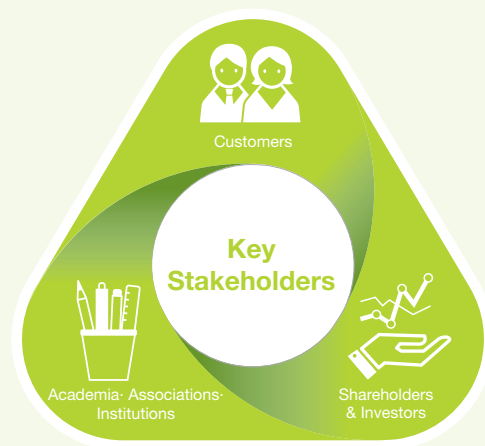 Customers
Key
Stakeholders
Academia· Associations·
Institutions
Shareholders
& Investors